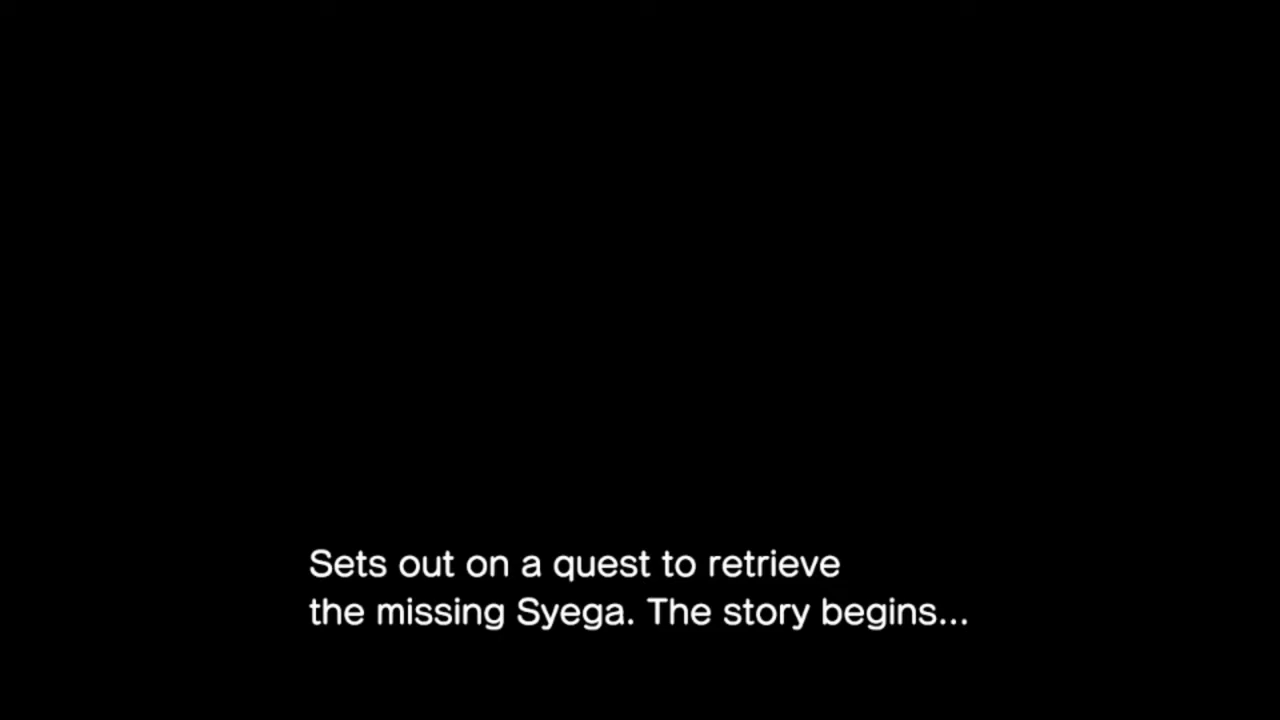 Sets out on a quest to retrieve
the missing Syega. The story begins...